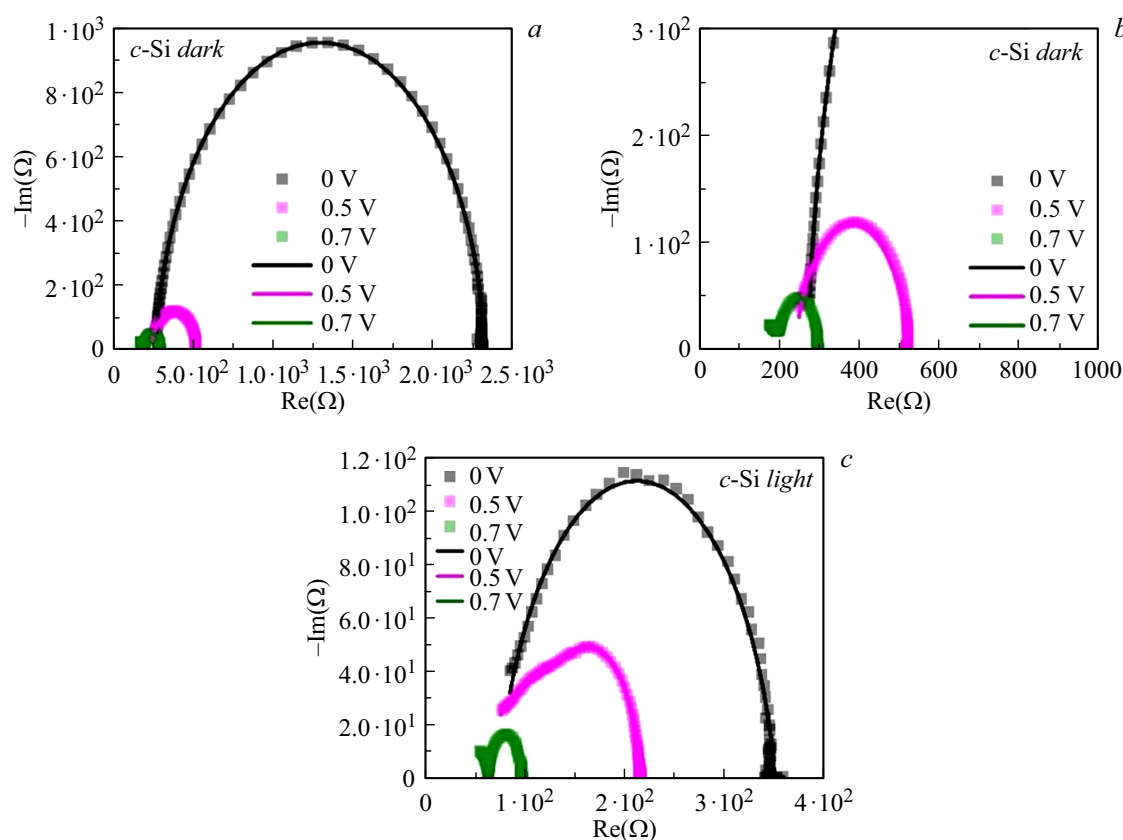 a
c-Si dark
1·10³
8·10²
6·10²
4·10²
2·10²
0
–Im(Ω)
0 V
0.5 V
0.7 V
0 V
0.5 V
0.7 V
0 5.0·10² 1.0·10³ 1.5·10³ 2.0·10³ 2.5·10³
Re(Ω)
b
c-Si dark
3·10²
2·10²
1·10²
0
–Im(Ω)
0 V
0.5 V
0.7 V
0 V
0.5 V
0.7 V
0 200 400 600 800 1000
Re(Ω)
c
c-Si light
1.2·10²
1.0·10²
8.0·10¹
6.0·10¹
4.0·10¹
2.0·10¹
0
–Im(Ω)
0 V
0.5 V
0.7 V
0 V
0.5 V
0.7 V
0 1·10² 2·10² 3·10² 4·10²
Re(Ω)